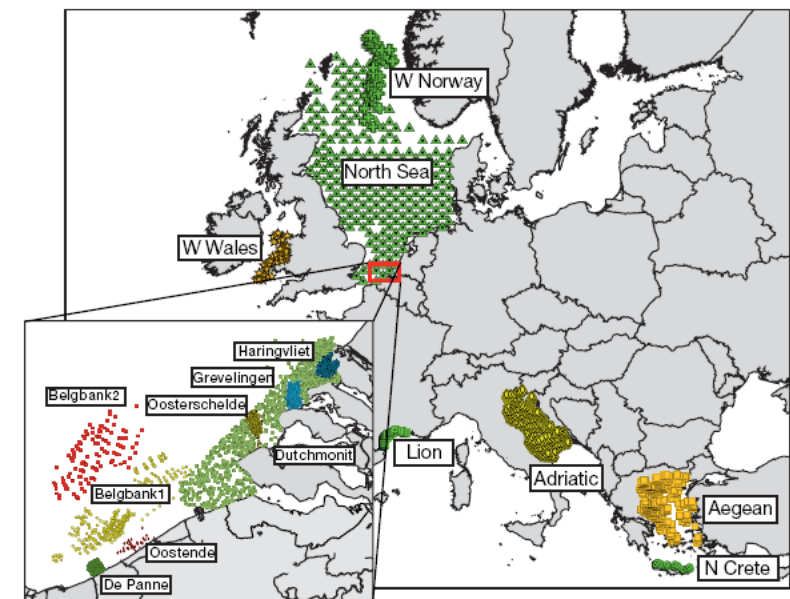 W Norway
North Sea
W Wales
Haringvliet
Grevelingen
Belgbank2
Oosterschelde
Dutchmonit
Lion
Adriatic
Belgbank1
Aegean
Oostende
N Crete
De Panne